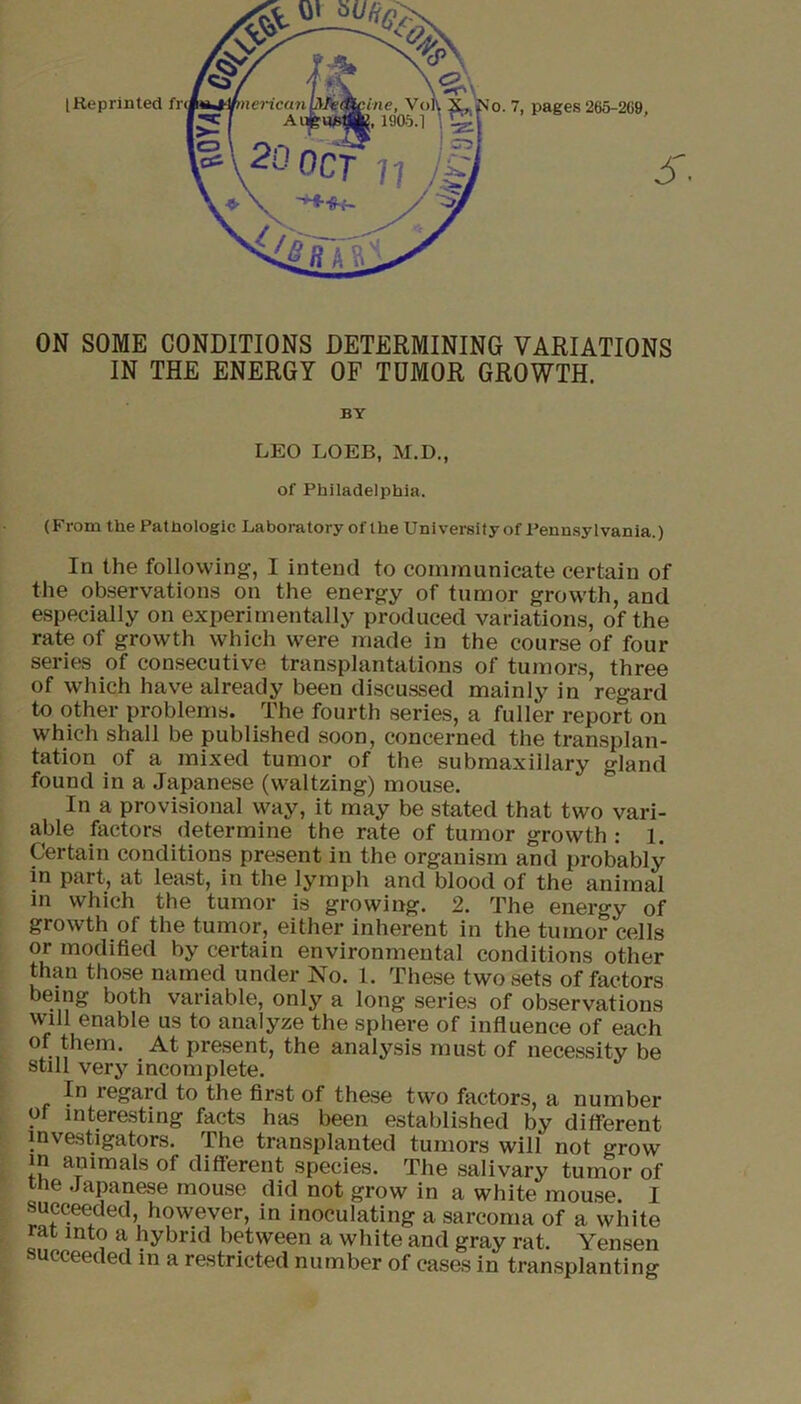 [Reprinted from American Medicine, Vol. X, No. 7, pages 265-269,
August 12, 1905.]
ROYAL COLLEGE OF SURGEONS OF
20 OCT 11
LIBRARY
5.
ON SOME CONDITIONS DETERMINING VARIATIONS
IN THE ENERGY OF TUMOR GROWTH.
BY
LEO LOEB, M.D.,
of Philadelphia.
(From the Pathologic Laboratory of the University of Pennsylvania.)
In the following, I intend to communicate certain of
the observations on the energy of tumor growth, and
especially on experimentally produced variations, of the
rate of growth which were made in the course of four
series of consecutive transplantations of tumors, three
of which have already been discussed mainly in regard
to other problems. The fourth series, a fuller report on
which shall be published soon, concerned the transplan-
tation of a mixed tumor of the submaxillary gland
found in a Japanese (waltzing) mouse.
In a provisional way, it may be stated that two vari-
able factors determine the rate of tumor growth : 1.
Certain conditions present in the organism and probably
in part, at least, in the lymph and blood of the animal
in which the tumor is growing. 2. The energy of
growth of the tumor, either inherent in the tumor cells
or modified by certain environmental conditions other
than those named under No. 1. These two sets of factors
being both variable, only a long series of observations
will enable us to analyze the sphere of influence of each
of them. At present, the analysis must of necessity be
still very incomplete.
In regard to the first of these two factors, a number
of interesting facts has been established by different
investigators. The transplanted tumors will not grow
in animals of different species. The salivary tumor of
the Japanese mouse did not grow in a white mouse. I
succeeded, however, in inoculating a sarcoma of a white
rat into a hybrid between a white and gray rat. Yensen
succeeded in a restricted number of cases in transplanting